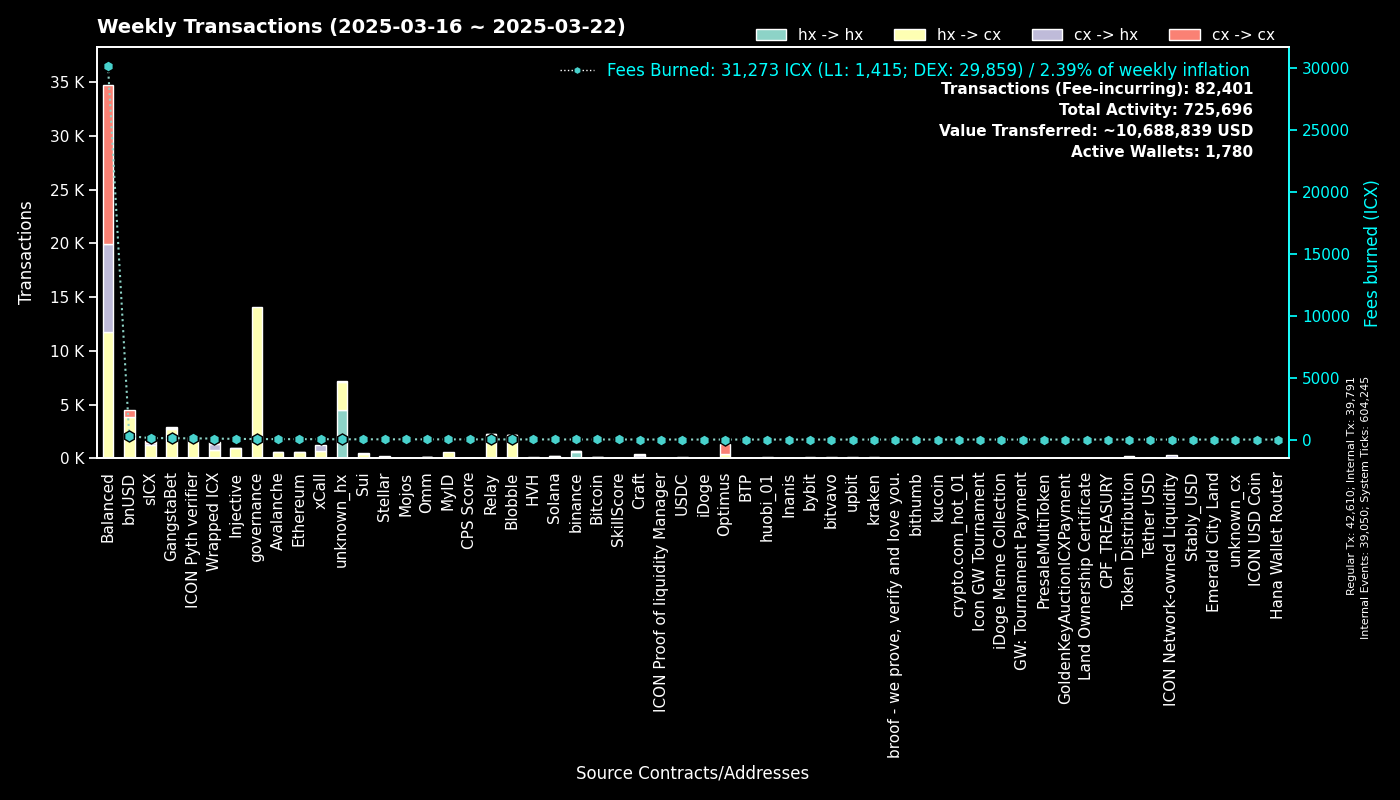 Weekly Transactions (2025-03-16 ~ 2025-03-22)
hx -> hx
hx -> cx
cx -> hx
cx -> cx
Fees Burned: 31,273 ICX (L1: 1,415; DEX: 29,859) / 2.39% of weekly inflation
Transactions (Fee-incurring): 82,401
Total Activity: 725,696
Value Transferred: ~10,688,839 USD
Active Wallets: 1,780
Transactions
35 K
30 K
25 K
20 K
15 K
10 K
5 K
0 K
30000
25000
20000
15000
10000
5000
0
Fees burned (ICX)
Regular Tx: 42,610; Internal Tx: 39,791
Internal Events: 39,050; System Ticks: 604,245
Balanced
bnUSD
sICX
GangstaBet
ICON Pyth verifier
Wrapped ICX
Injective
governance
Avalanche
Ethereum
xCall
unknown_hx
Sui
Stellar
Mojos
Omm
MyID
CPS Score
Relay
Blobble
HVH
Solana
binance
Bitcoin
SkillScore
Craft
ICON Proof of liquidity Manager
USDC
iDoge
Optimus
BTP
huobi_01
Inanis
bybit
bitvavo
upbit
kraken
broof - we prove, verify and love you.
bithumb
kucoin
crypto.com_hot_01
Icon GW Tournament
iDoge Meme Collection
GW: Tournament Payment
PresaleMultiToken
GoldenKeyAuctionICXPayment
Land Ownership Certificate
CPF_TREASURY
Token Distribution
Tether USD
ICON Network-owned Liquidity
Stably_USD
Emerald City Land
unknown_cx
ICON USD Coin
Hana Wallet Router
Source Contracts/Addresses